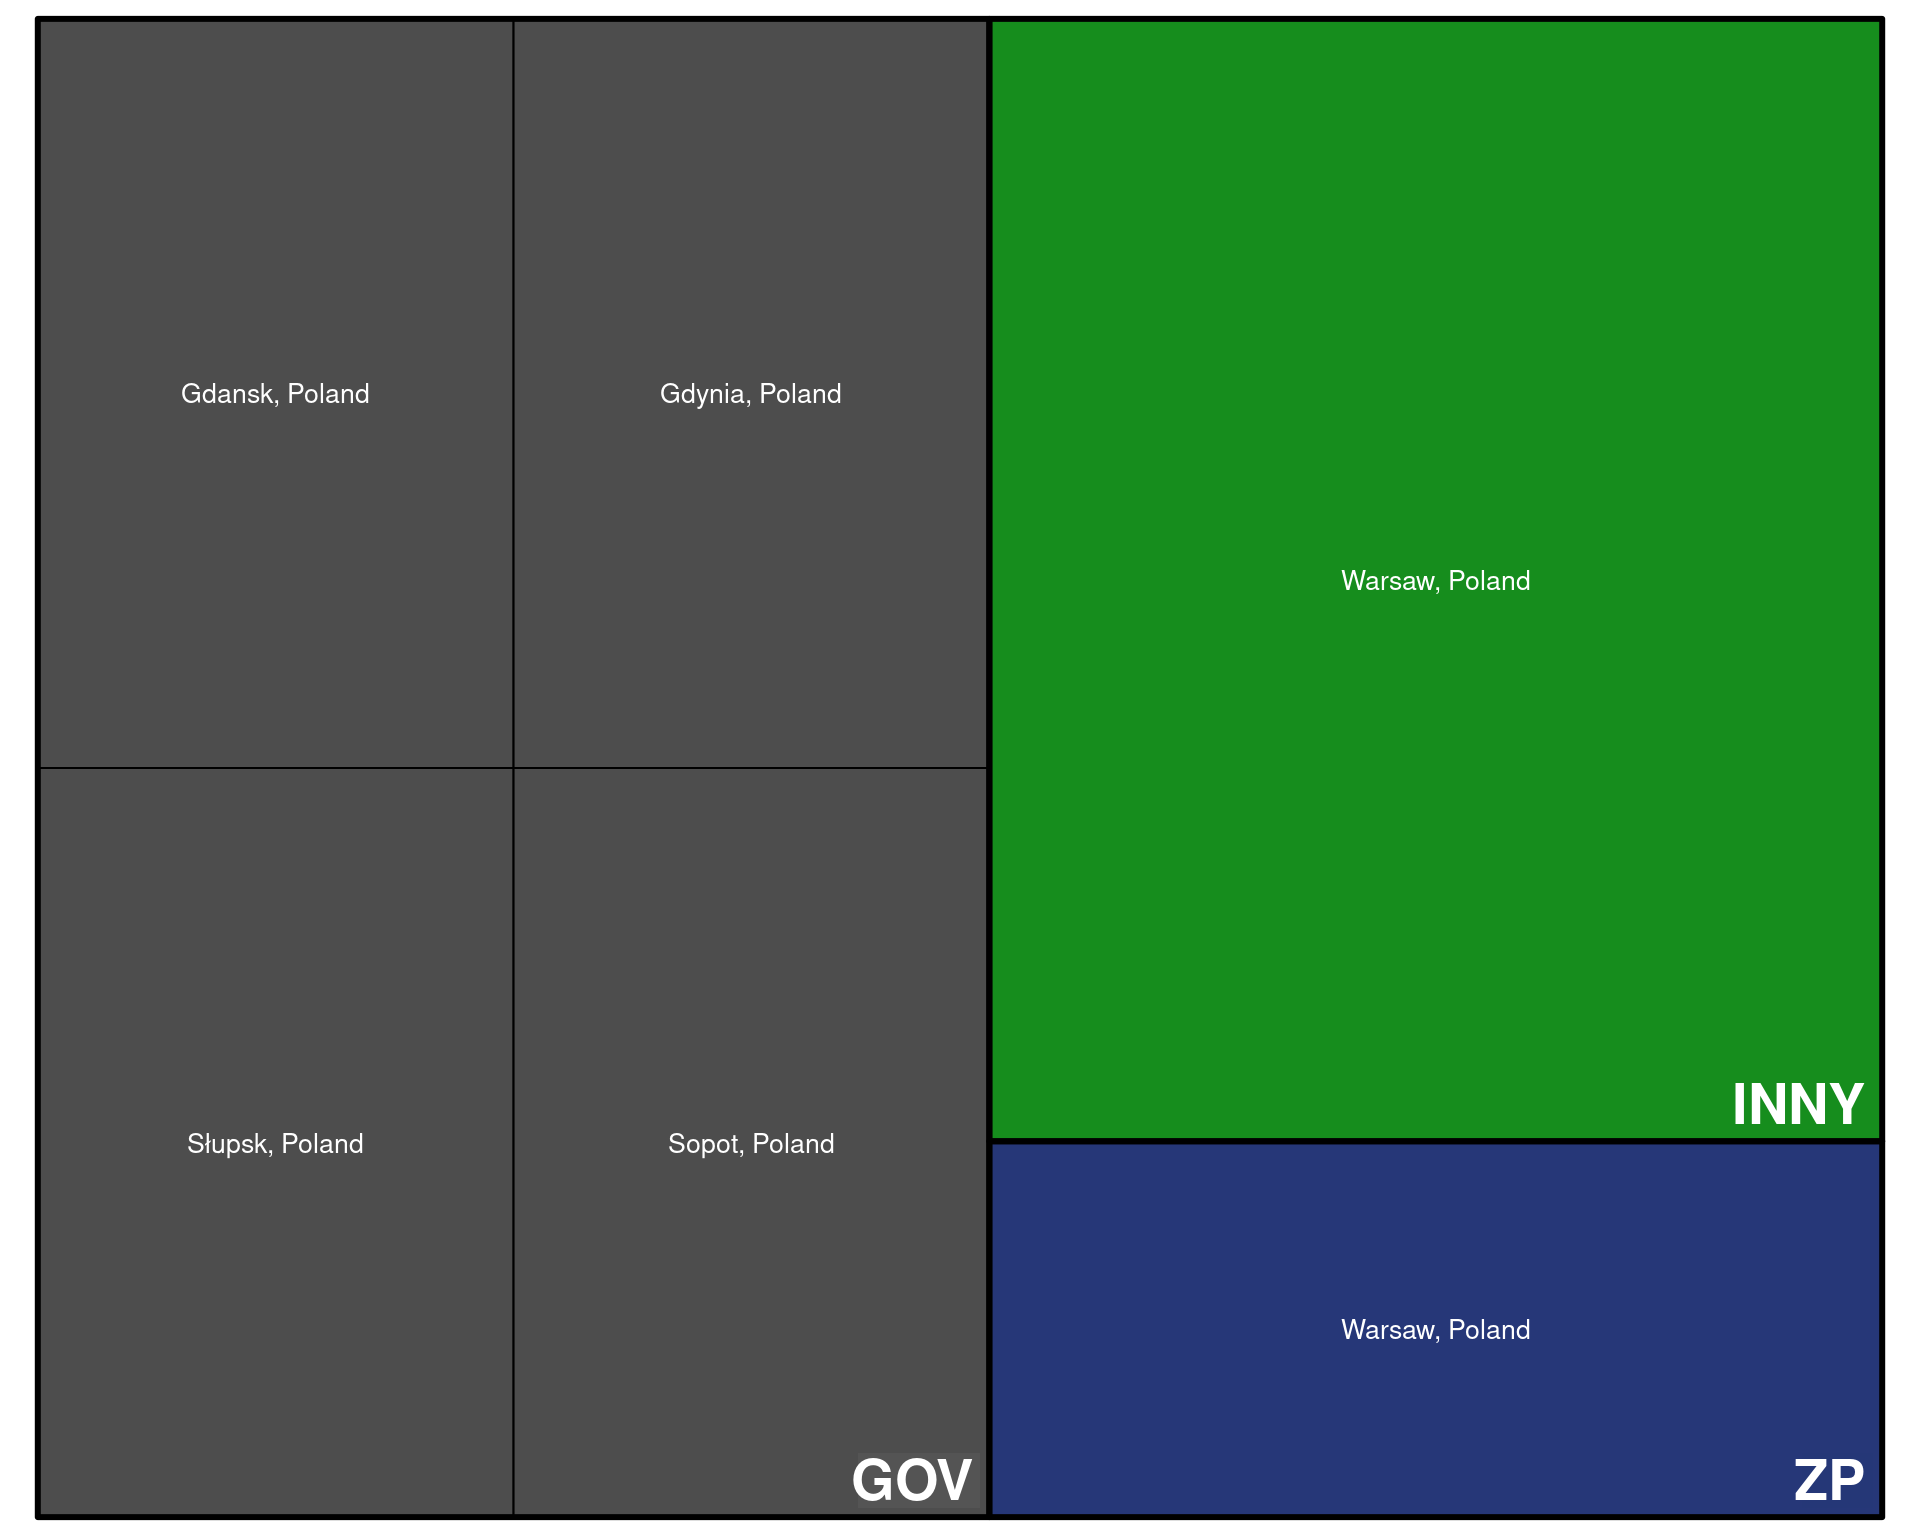 Gdansk, Poland
Gdynia, Poland
Słupsk, Poland
Sopot, Poland
GOV
Warsaw, Poland
INNY
Warsaw, Poland
ZP